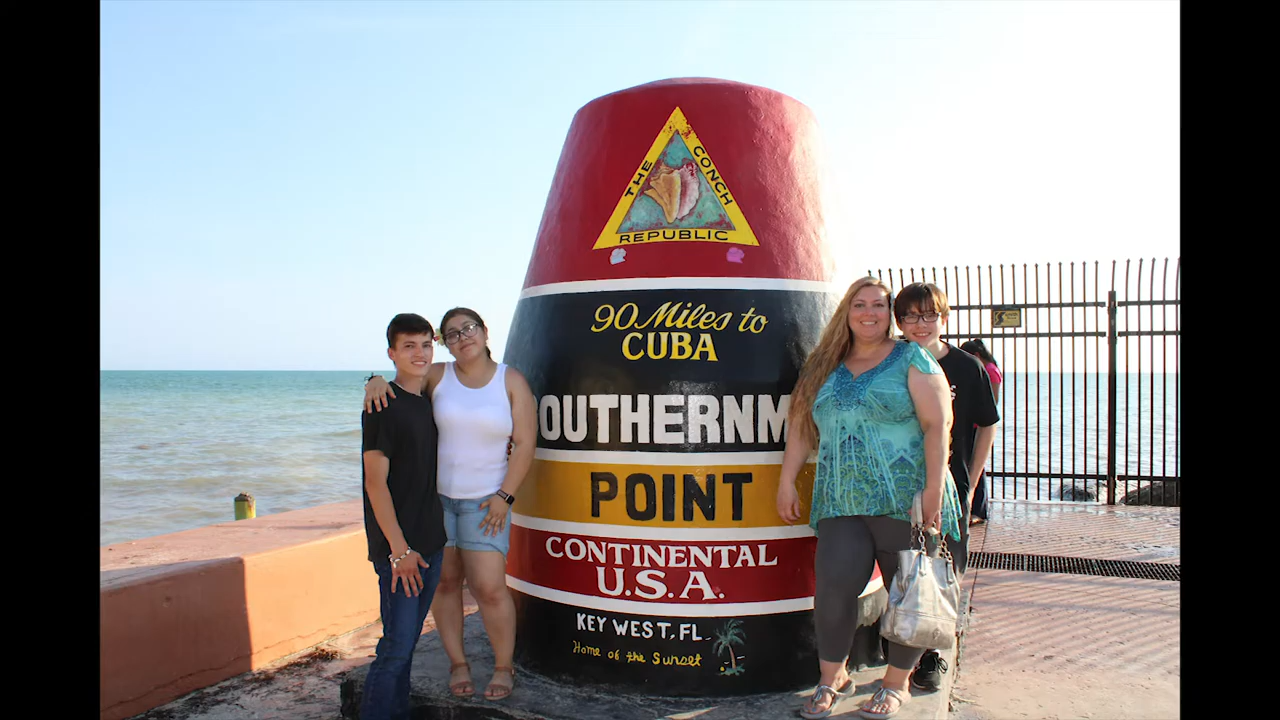 THE CONCH
REPUBLIC
90 Miles to
CUBA
OUTHERNM
POINT
CONTINENTAL
U.S.A.
KEY WEST, FL
Home of the Sunset